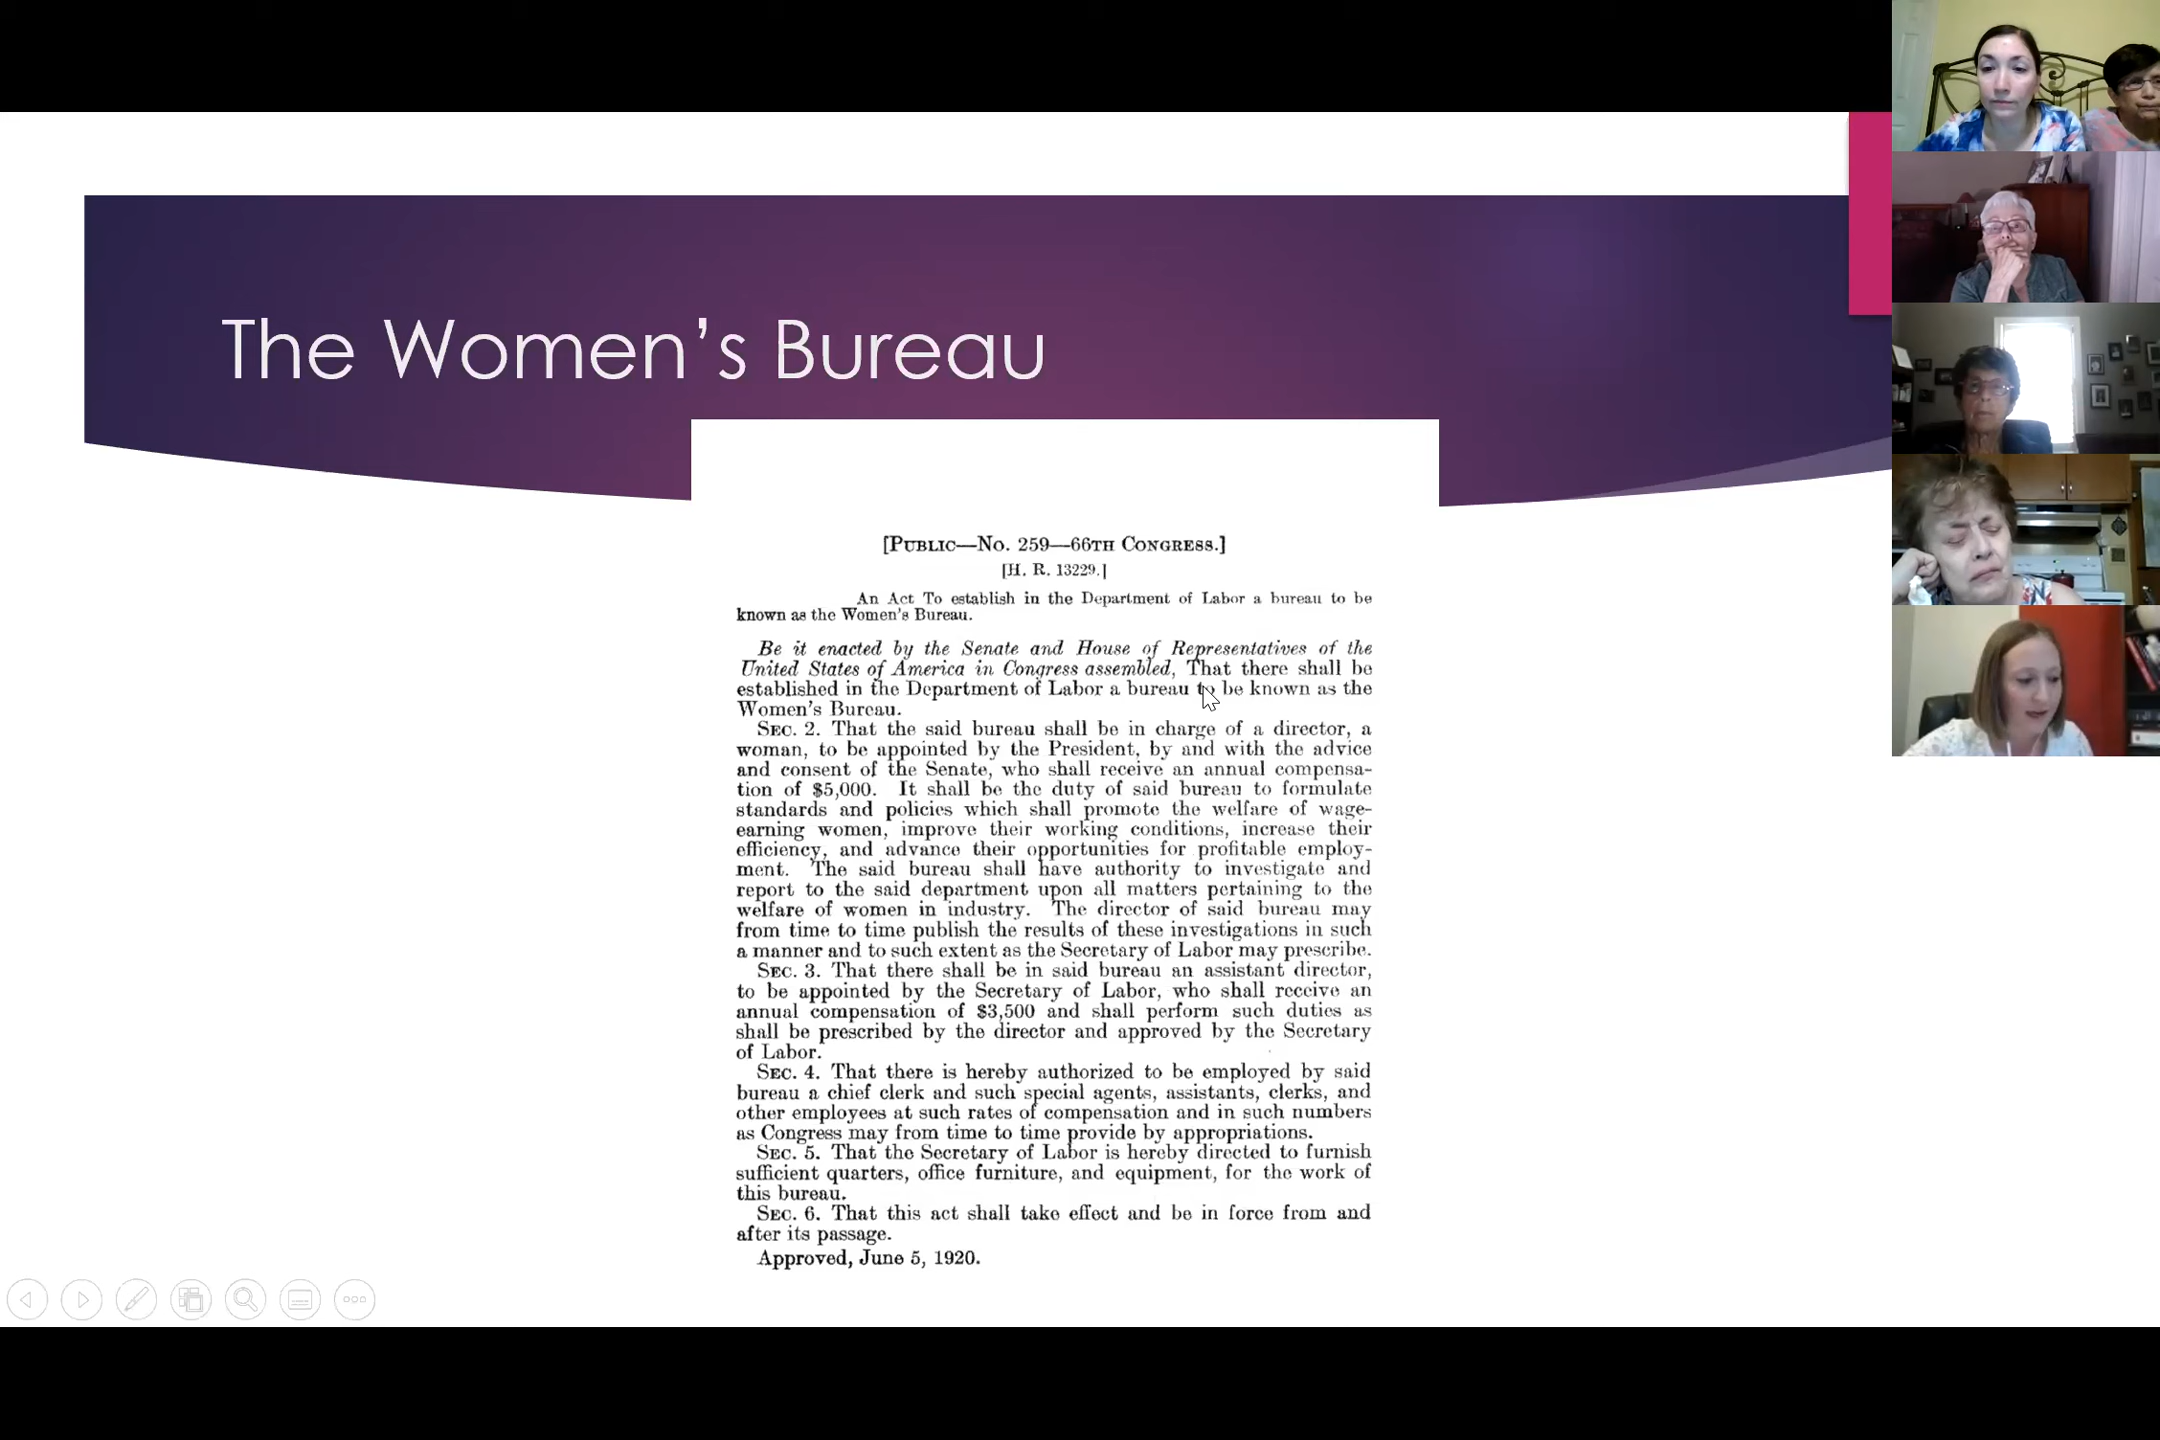 The Women's Bureau
[PUBLIC—No. 259—66TH CONGRESS.]
[H. R. 13229.]
An Act To establish in the Department of Labor a bureau to be
known as the Women's Bureau.
Be it enacted by the Senate and House of Representatives of the
United States of America in Congress assembled, That there shall be
established in the Department of Labor a bureau to be known as the
Women's Bureau.
SEC. 2. That the said bureau shall be in charge of a director, a
woman, to be appointed by the President, by and with the advice
and consent of the Senate, who shall receive an annual compensa-
tion of $5,000. It shall be the duty of said bureau to formulate
standards and policies which shall promote the welfare of wage-
earning women, improve their working conditions, increase their
efficiency, and advance their opportunities for profitable employ-
ment. The said bureau shall have authority to investigate and
report to the said department upon all matters pertaining to the
welfare of women in industry. The director of said bureau may
from time to time publish the results of these investigations in such
a manner and to such extent as the Secretary of Labor may prescribe.
SEC. 3. That there shall be in said bureau an assistant director,
to be appointed by the Secretary of Labor, who shall receive an
annual compensation of $3,500 and shall perform such duties as
shall be prescribed by the director and approved by the Secretary
of Labor.
SEC. 4. That there is hereby authorized to be employed by said
bureau a chief clerk and such special agents, assistants, clerks, and
other employees at such rates of compensation and in such numbers
as Congress may from time to time provide by appropriations.
SEC. 5. That the Secretary of Labor is hereby directed to furnish
sufficient quarters, office furniture, and equipment, for the work of
this bureau.
SEC. 6. That this act shall take effect and be in force from and
after its passage.
Approved, June 5, 1920.